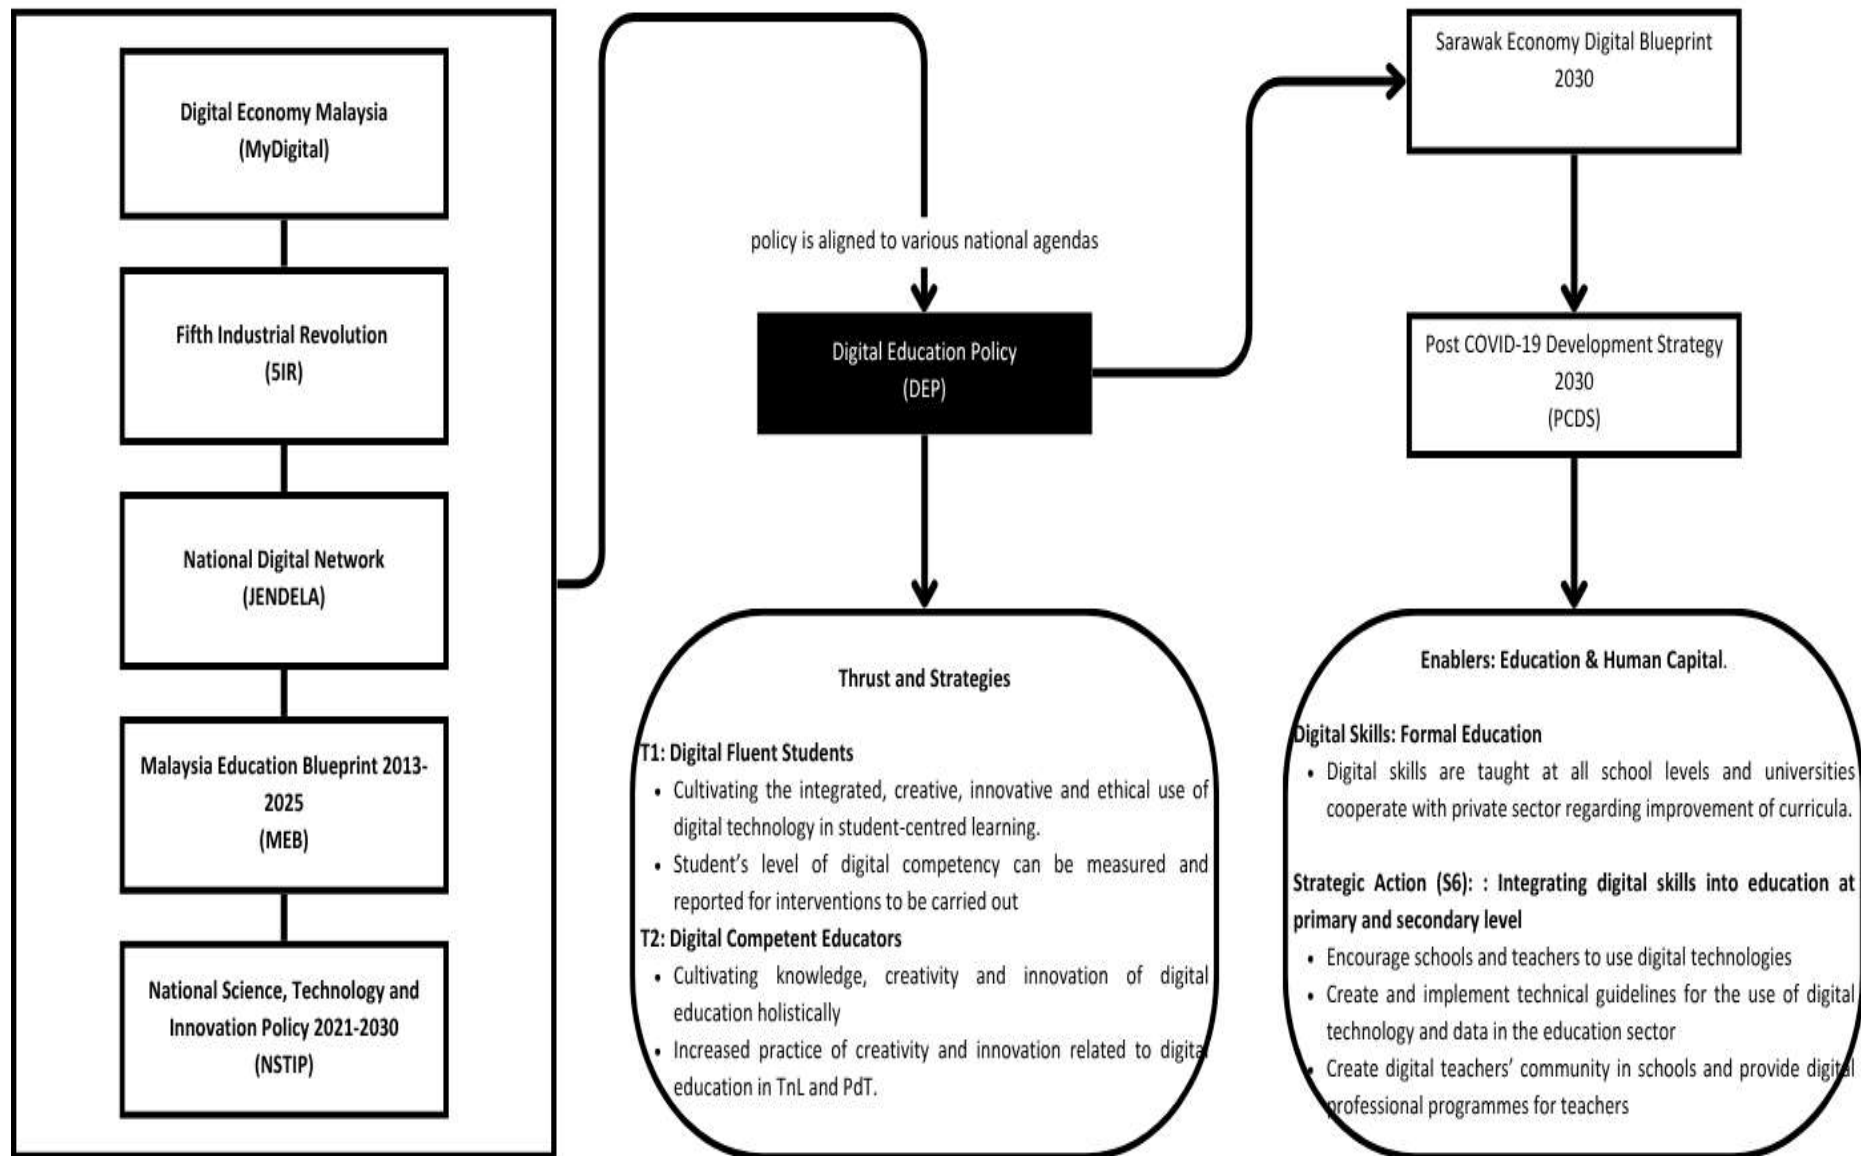 Digital Economy Malaysia
(MyDigital)
Fifth Industrial Revolution
(5IR)
National Digital Network
(JENDELA)
Malaysia Education Blueprint 2013-
2025
(MEB)
National Science, Technology and
Innovation Policy 2021-2030
(NSTIP)
policy is aligned to various national agendas
Digital Education Policy
(DEP)
Thrust and Strategies
T1: Digital Fluent Students
• Cultivating the integrated, creative, innovative and ethical use of
digital technology in student-centred learning.
• Student’s level of digital competency can be measured and
reported for interventions to be carried out
T2: Digital Competent Educators
• Cultivating knowledge, creativity and innovation of digital
education holistically
• Increased practice of creativity and innovation related to digital
education in TnL and PdT.
Sarawak Economy Digital Blueprint
2030
Post COVID-19 Development Strategy
2030
(PCDS)
Enablers: Education & Human Capital.
Digital Skills: Formal Education
• Digital skills are taught at all school levels and universities
cooperate with private sector regarding improvement of curricula.
Strategic Action (S6): : Integrating digital skills into education at
primary and secondary level
• Encourage schools and teachers to use digital technologies
• Create and implement technical guidelines for the use of digital
technology and data in the education sector
• Create digital teachers’ community in schools and provide digital
professional programmes for teachers